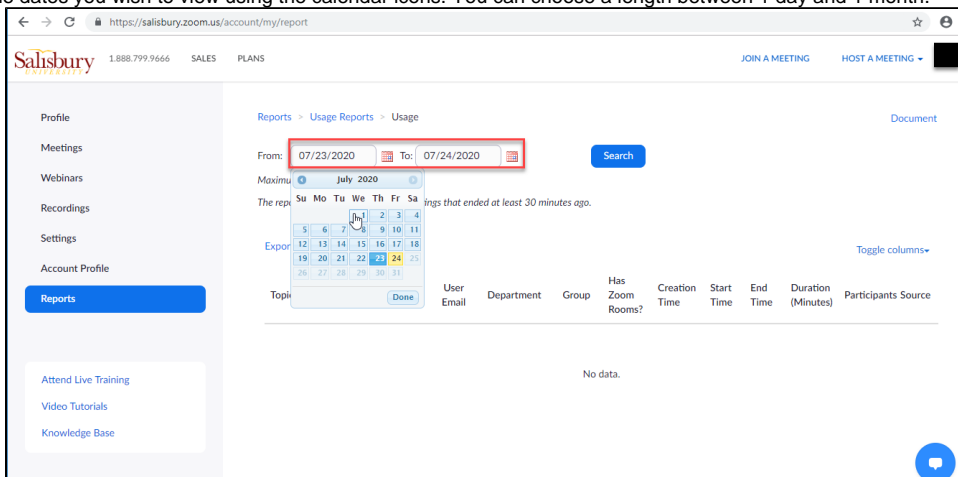 dates you wish to view using the calendar icons. You can choose a length between 1 day and 1 month.
https://salisbury.zoom.us/account/my/report
Salisbury
UNIVERSITY
1.888.799.9666 SALES PLANS JOIN A MEETING HOST A MEETING
Profile
Meetings
Webinars
Recordings
Settings
Account Profile
Reports
Attend Live Training
Video Tutorials
Knowledge Base
Reports > Usage Reports > Usage Document
From: 07/23/2020 To: 07/24/2020 Search
July 2020
Su Mo Tu We Th Fr Sa
1 2 3 4
5 6 7 8 9 10 11
12 13 14 15 16 17 18
19 20 21 22 23 24 25
26 27 28 29 30 31
Done
The ings that ended at least 30 minutes ago.
Toggle columns
User Email Department Group Has Zoom Rooms? Creation Time Start Time End Time Duration (Minutes) Participants Source
No data.